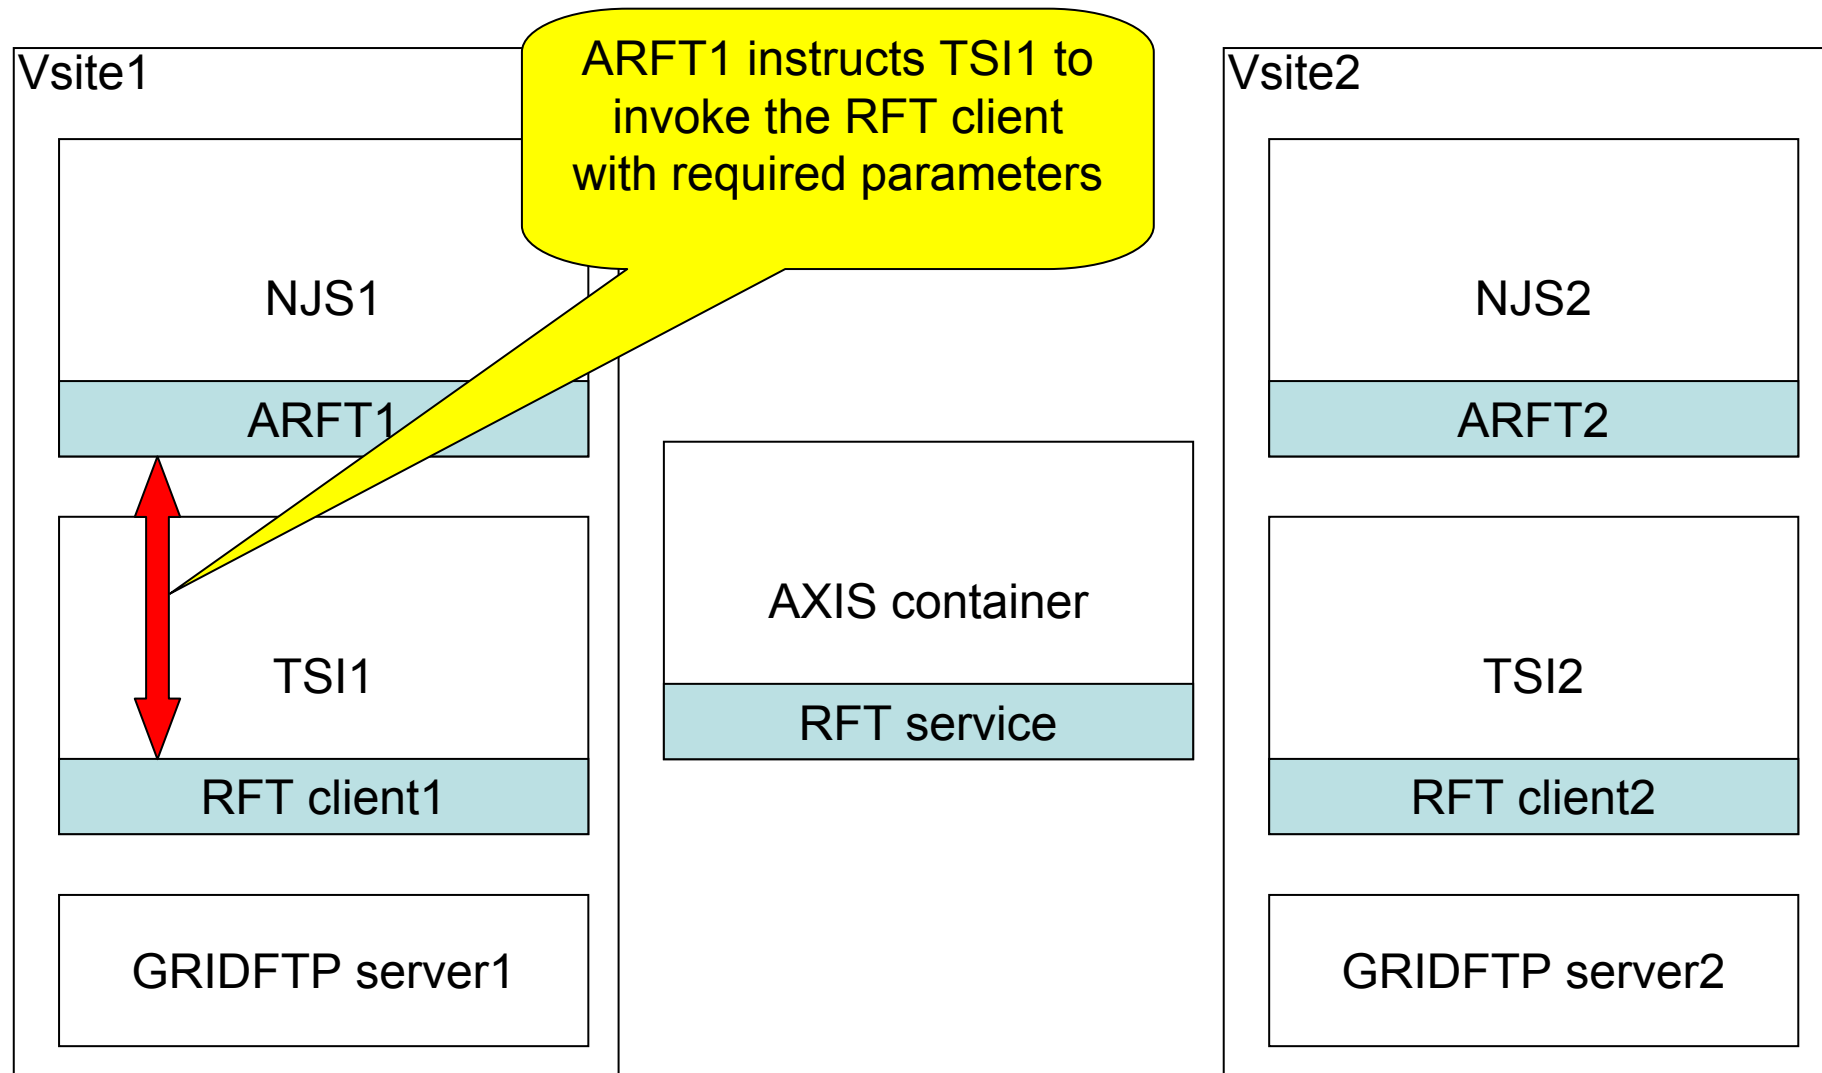 Vsite1
ARFT1 instructs TSI1 to
invoke the RFT client
with required parameters
Vsite2
NJS1
NJS2
ARFT1
ARFT2
AXIS container
TSI1
TSI2
RFT service
RFT client1
RFT client2
GRIDFTP server1
GRIDFTP server2